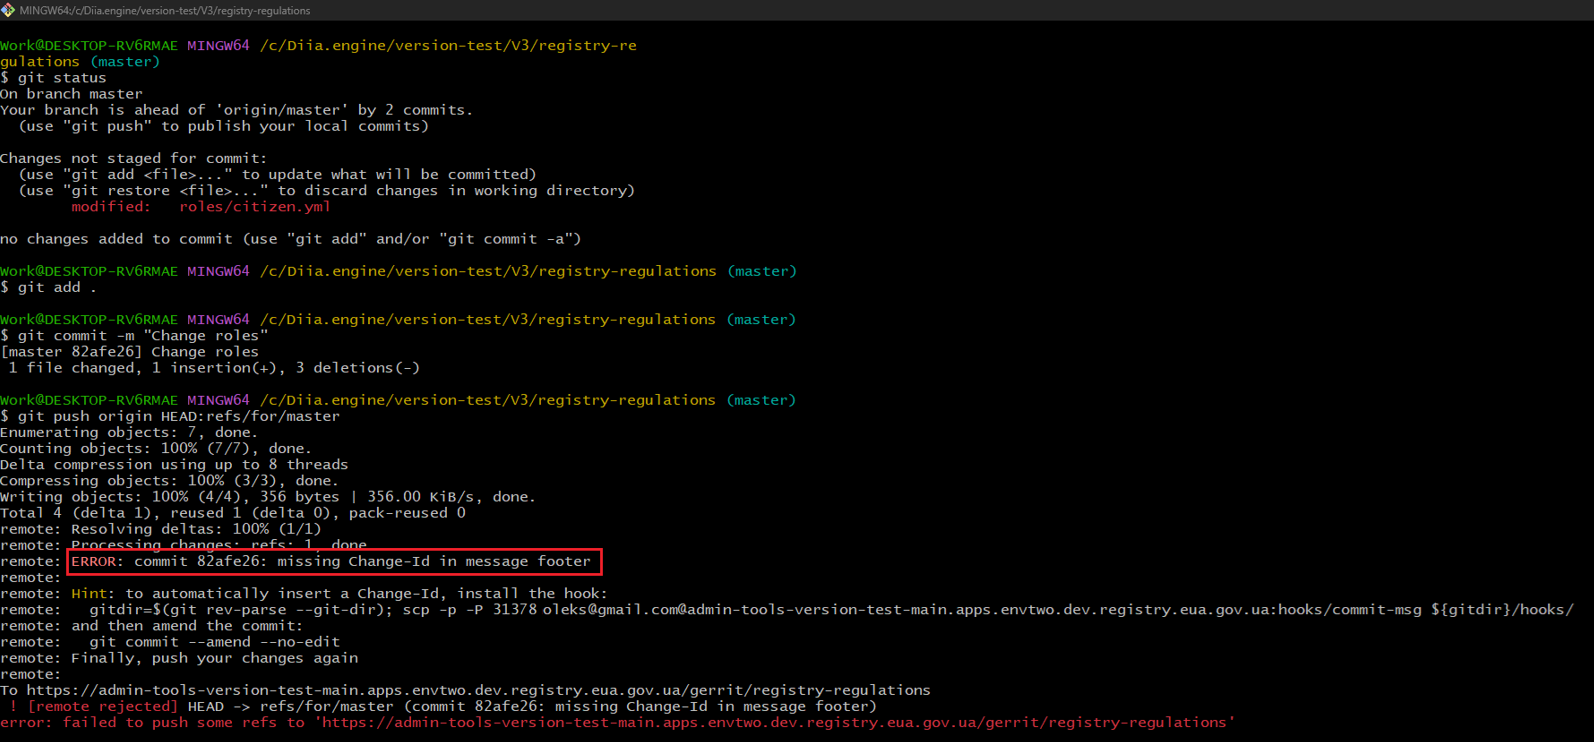 MINGW64:/c/Diia.engine/version-test/V3/registry-regulations
Work@DESKTOP-RV6RMAE MINGW64 /c/Diia.engine/version-test/V3/registry-re
gulations (master)
$ git status
On branch master
Your branch is ahead of 'origin/master' by 2 commits.
  (use "git push" to publish your local commits)
Changes not staged for commit:
  (use "git add <file>..." to update what will be committed)
  (use "git restore <file>..." to discard changes in working directory)
        modified:   roles/citizen.yml
no changes added to commit (use "git add" and/or "git commit -a")
Work@DESKTOP-RV6RMAE MINGW64 /c/Diia.engine/version-test/V3/registry-regulations (master)
$ git add .
Work@DESKTOP-RV6RMAE MINGW64 /c/Diia.engine/version-test/V3/registry-regulations (master)
$ git commit -m "Change roles"
[master 82afe26] Change roles
 1 file changed, 1 insertion(+), 3 deletions(-)
Work@DESKTOP-RV6RMAE MINGW64 /c/Diia.engine/version-test/V3/registry-regulations (master)
$ git push origin HEAD:refs/for/master
Enumerating objects: 7, done.
Counting objects: 100% (7/7), done.
Delta compression using up to 8 threads
Compressing objects: 100% (3/3), done.
Writing objects: 100% (4/4), 356 bytes | 356.00 KiB/s, done.
Total 4 (delta 1), reused 1 (delta 0), pack-reused 0
remote: Resolving deltas: 100% (1/1)
remote: Processing changes: refs: 1, done
remote: ERROR: commit 82afe26: missing Change-Id in message footer
remote:
remote: Hint: to automatically insert a Change-Id, install the hook:
remote:   gitdir=$(git rev-parse --git-dir); scp -p -P 31378 oleks@gmail.com@admin-tools-version-test-main.apps.envtwo.dev.registry.eua.gov.ua:hooks/commit-msg ${gitdir}/hooks/
remote: and then amend the commit:
remote:   git commit --amend --no-edit
remote: Finally, push your changes again
remote:
To https://admin-tools-version-test-main.apps.envtwo.dev.registry.eua.gov.ua/gerrit/registry-regulations
 ! [remote rejected] HEAD -> refs/for/master (commit 82afe26: missing Change-Id in message footer)
error: failed to push some refs to 'https://admin-tools-version-test-main.apps.envtwo.dev.registry.eua.gov.ua/gerrit/registry-regulations'